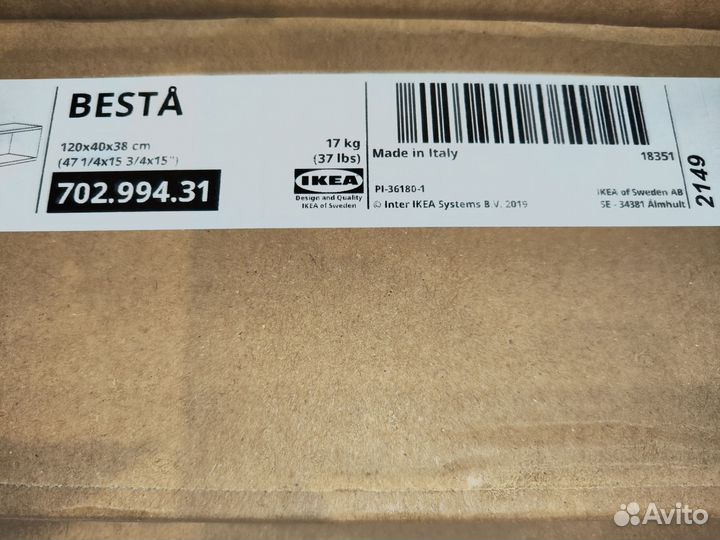 BESTÅ
120x40x38 cm
(47 1/4x15 3/4x15")
702.994.31
17 kg
(37 lbs)
IKEA
Design and Quality
IKEA of Sweden
Made in Italy
18351
PI-36180-1
© Inter IKEA Systems B.V. 2019
IKEA of Sweden AB
SE - 34381 Älmhult
2149
Avito